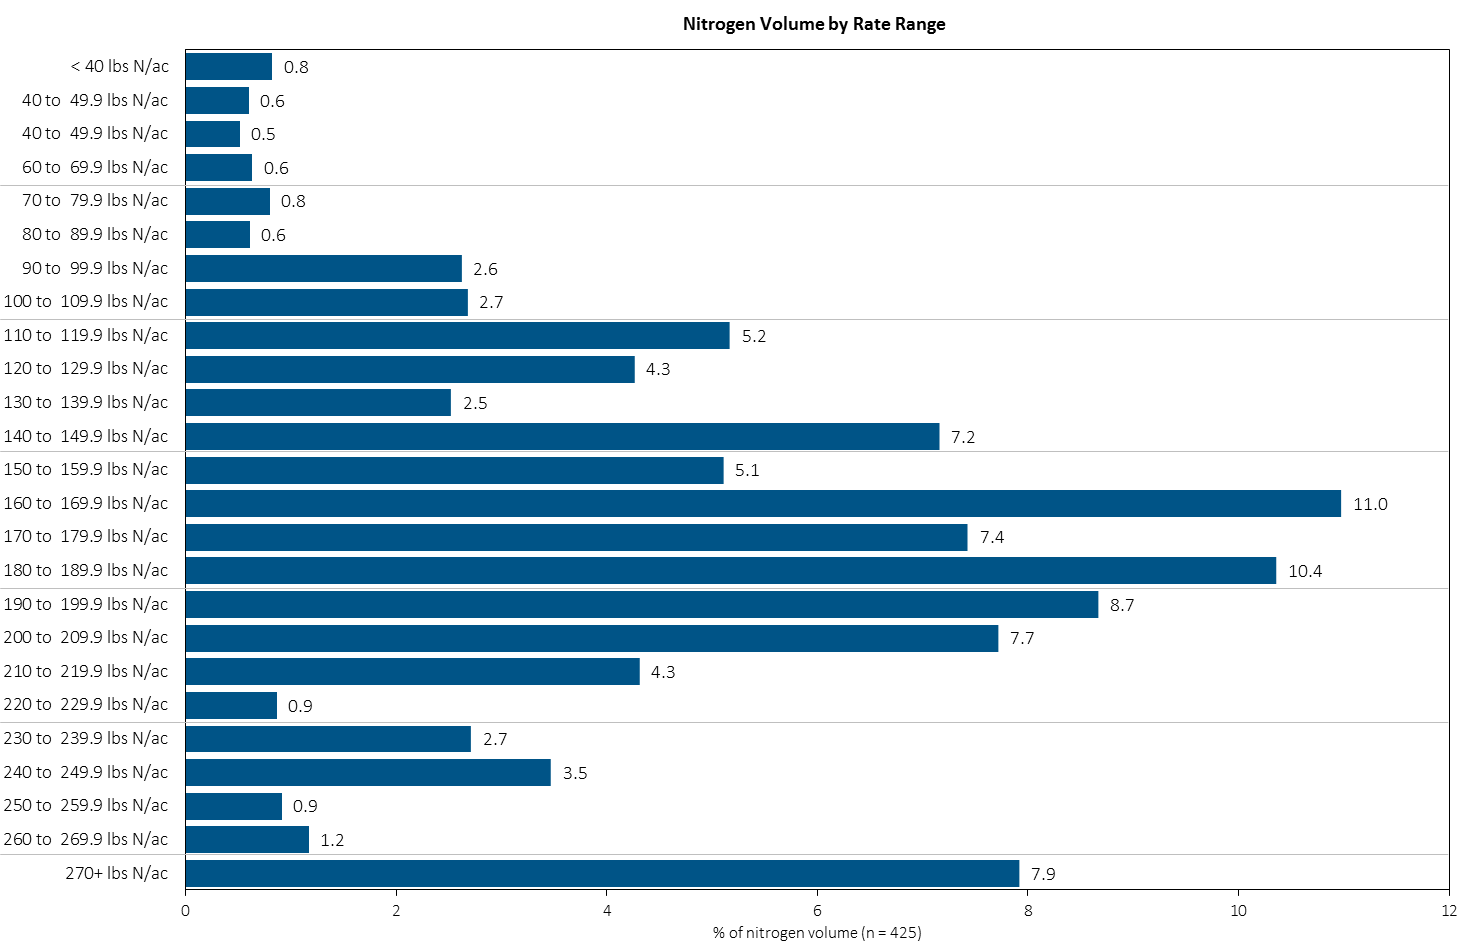 Nitrogen Volume by Rate Range
< 40 lbs N/ac 0.8
40 to 49.9 lbs N/ac 0.6
40 to 49.9 lbs N/ac 0.5
60 to 69.9 lbs N/ac 0.6
70 to 79.9 lbs N/ac 0.8
80 to 89.9 lbs N/ac 0.6
90 to 99.9 lbs N/ac 2.6
100 to 109.9 lbs N/ac 2.7
110 to 119.9 lbs N/ac 5.2
120 to 129.9 lbs N/ac 4.3
130 to 139.9 lbs N/ac 2.5
140 to 149.9 lbs N/ac 7.2
150 to 159.9 lbs N/ac 5.1
160 to 169.9 lbs N/ac 11.0
170 to 179.9 lbs N/ac 7.4
180 to 189.9 lbs N/ac 10.4
190 to 199.9 lbs N/ac 8.7
200 to 209.9 lbs N/ac 7.7
210 to 219.9 lbs N/ac 4.3
220 to 229.9 lbs N/ac 0.9
230 to 239.9 lbs N/ac 2.7
240 to 249.9 lbs N/ac 3.5
250 to 259.9 lbs N/ac 0.9
260 to 269.9 lbs N/ac 1.2
270+ lbs N/ac 7.9
0 2 4 6 8 10 12
% of nitrogen volume (n = 425)